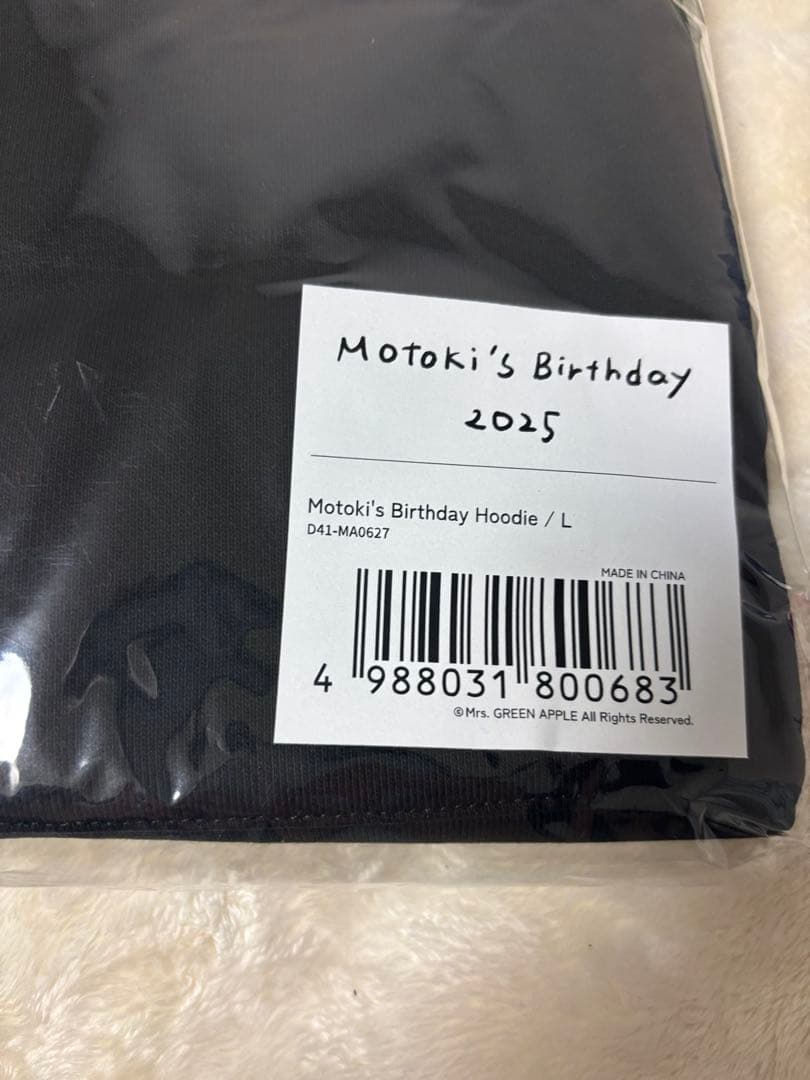 Motoki's Birthday
2025
Motoki's Birthday Hoodie / L
D41-MA0627
MADE IN CHINA
4 988031 800683
©Mrs. GREEN APPLE All Rights Reserved.